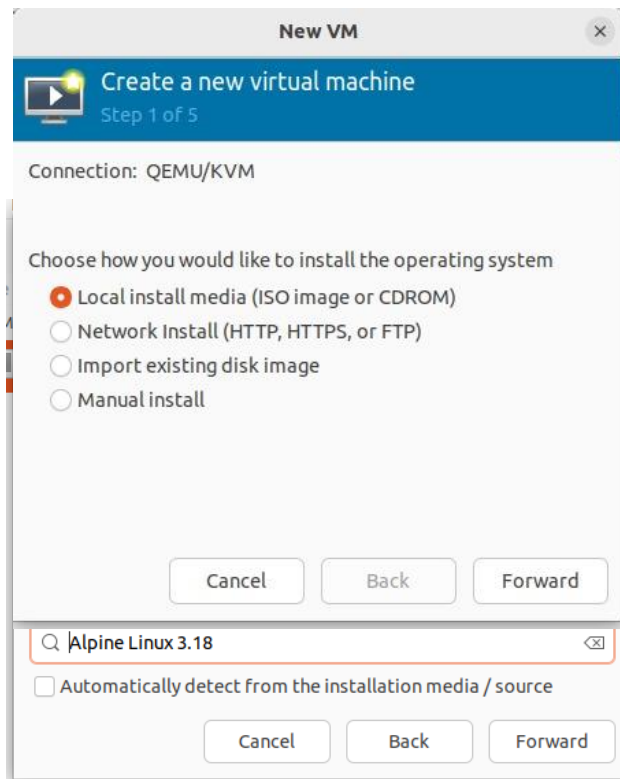 New VM
Create a new virtual machine
Step 1 of 5
Connection: QEMU/KVM
Choose how you would like to install the operating system
Local install media (ISO image or CDROM)
Network Install (HTTP, HTTPS, or FTP)
Import existing disk image
Manual install
Cancel Back Forward
Alpine Linux 3.18
Automatically detect from the installation media / source
Cancel Back Forward